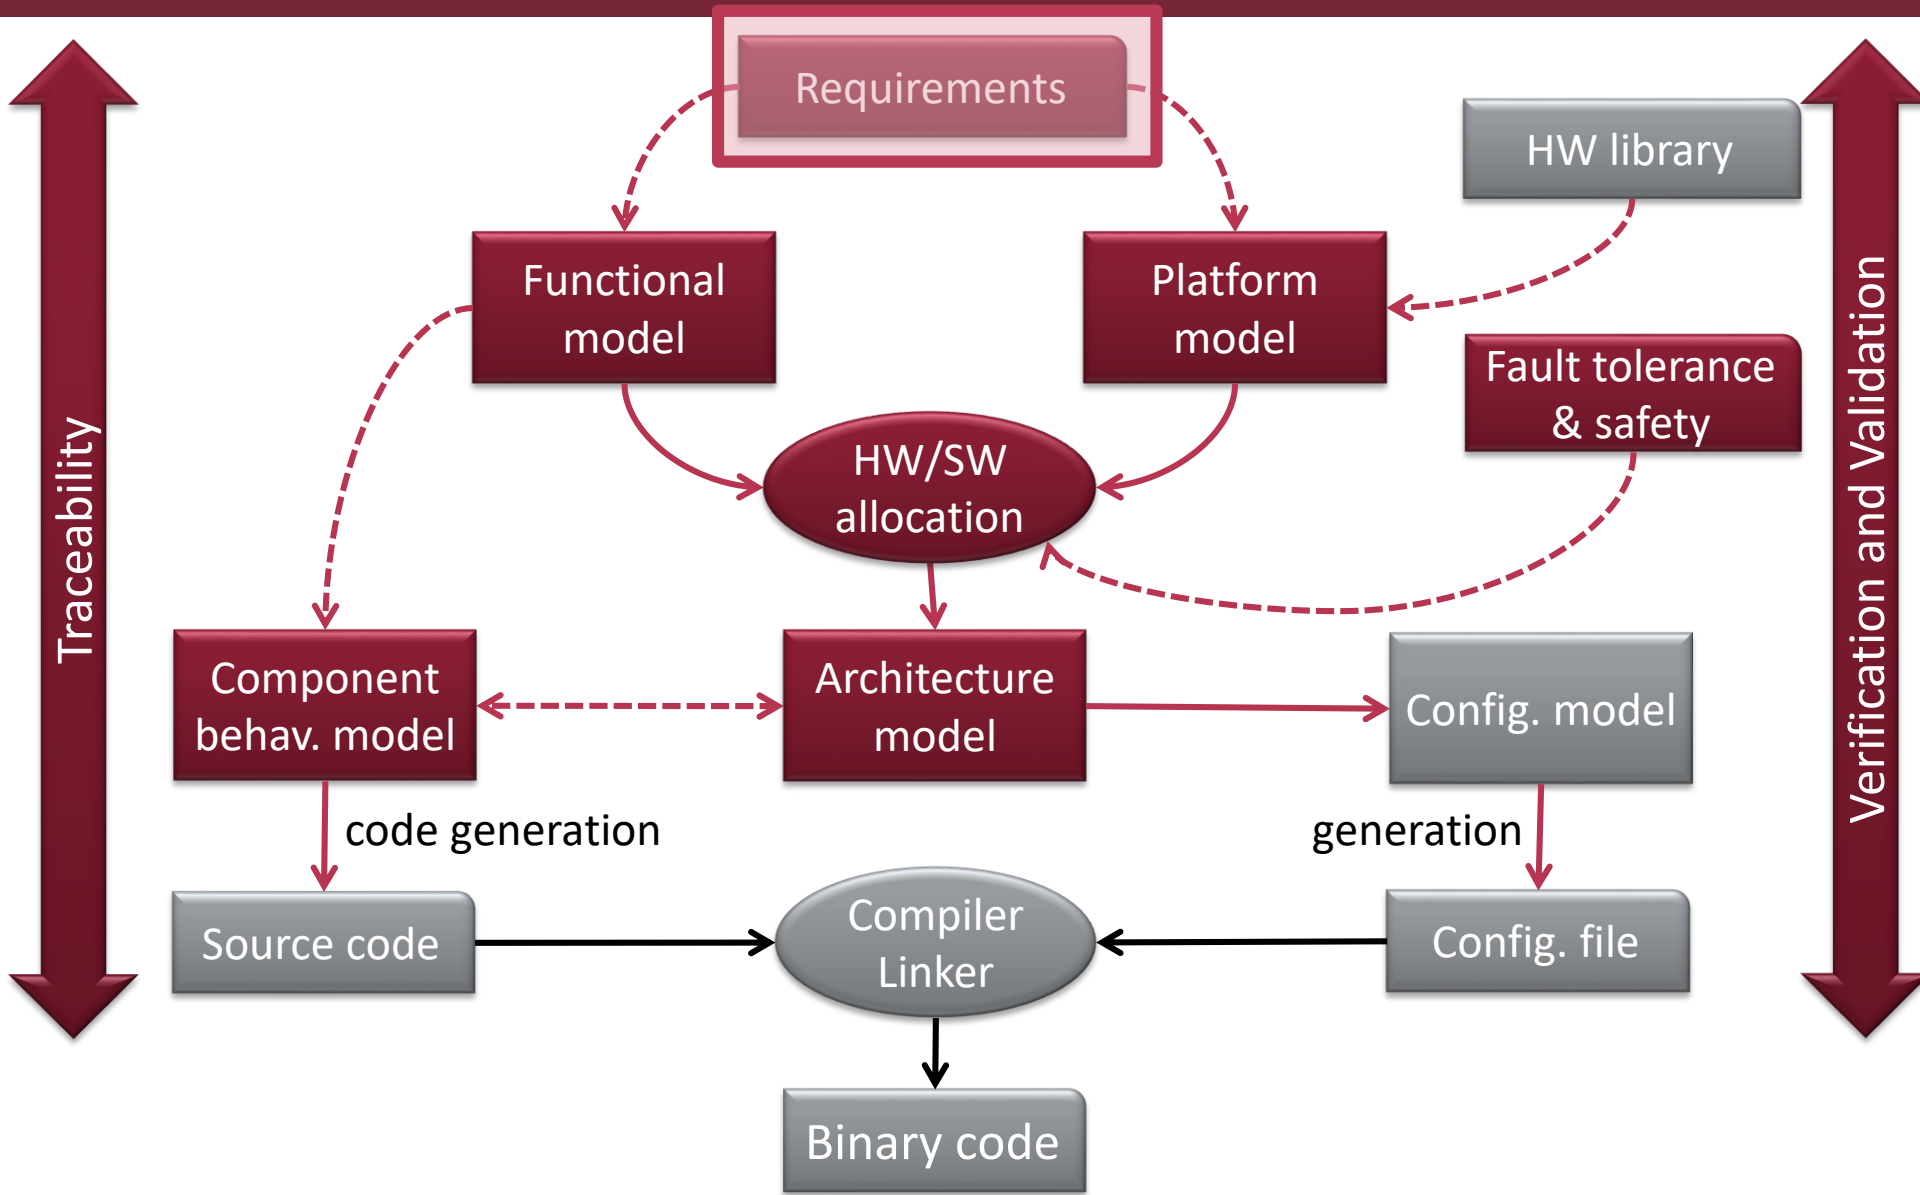 Requirements
HW library
Functional
model
Platform
model
Fault tolerance
& safety
HW/SW
allocation
Traceability
Verification and Validation
Component
behav. model
Architecture
model
Config. model
code generation
generation
Source code
Compiler
Linker
Config. file
Binary code